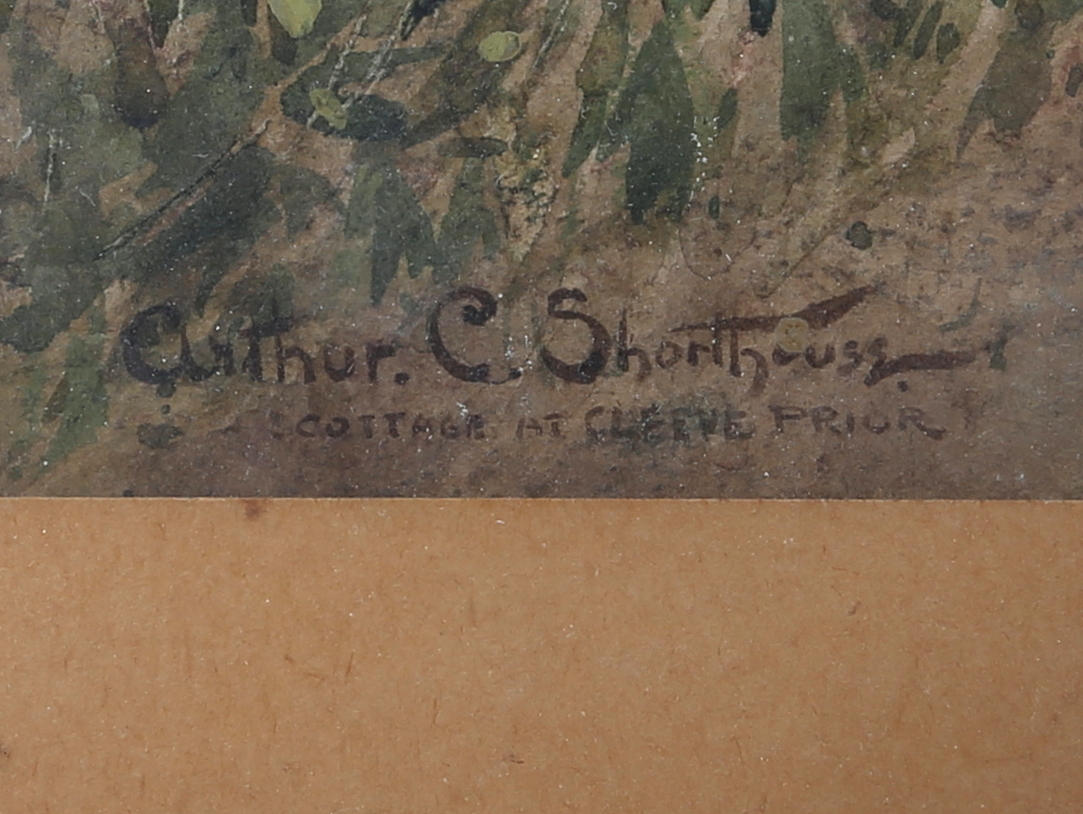 Arthur. C. Shorthouse.
COTTAGE AT CLEEVE PRIOR